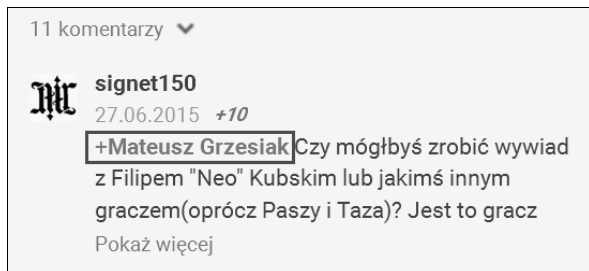 11 komentarzy
signet150
27.06.2015 +10
+Mateusz Grzesiak Czy mógłbyś zrobić wywiad
z Filipem "Neo" Kubskim lub jakimś innym
graczem(oprócz Paszy i Taza)? Jest to gracz
Pokaż więcej